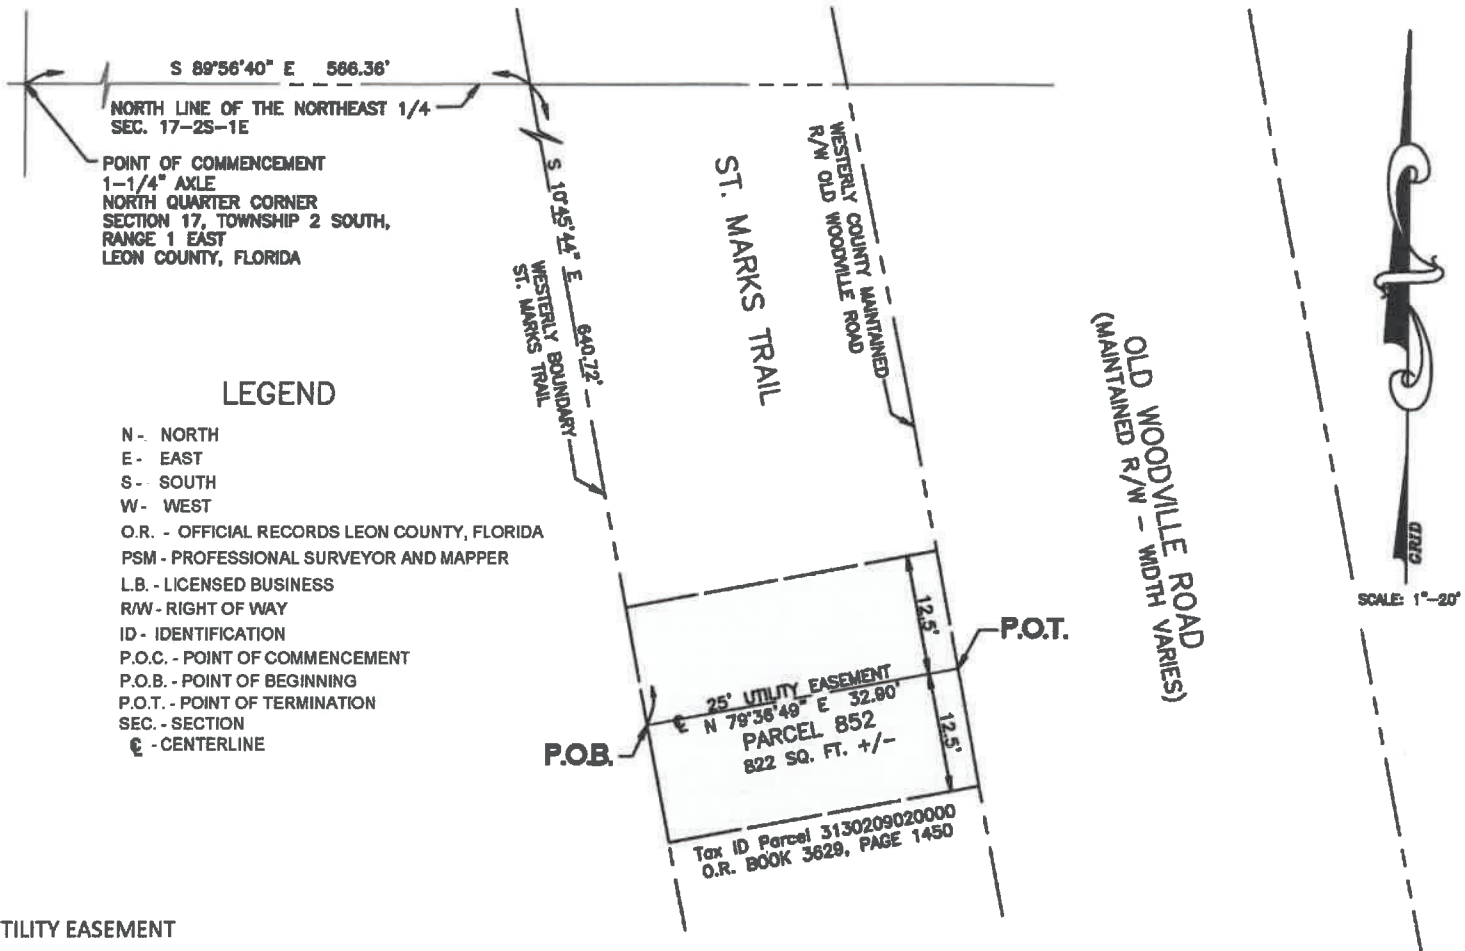 S 89°56'40" E 566.36'
NORTH LINE OF THE NORTHEAST 1/4
SEC. 17-2S-1E
POINT OF COMMENCEMENT
1-1/4" AXLE
NORTH QUARTER CORNER
SECTION 17, TOWNSHIP 2 SOUTH,
RANGE 1 EAST
LEON COUNTY, FLORIDA
S 10°45'44" E 640.72'
WESTERLY BOUNDARY
ST. MARKS TRAIL
ST. MARKS TRAIL
WESTERLY COUNTY MAINTAINED
R/W OLD WOODVILLE ROAD
OLD WOODVILLE ROAD
(MAINTAINED R/W - WIDTH VARIES)
GRID
SCALE: 1"-20'
LEGEND
N - NORTH
E - EAST
S - SOUTH
W - WEST
O.R. - OFFICIAL RECORDS LEON COUNTY, FLORIDA
PSM - PROFESSIONAL SURVEYOR AND MAPPER
L.B. - LICENSED BUSINESS
R/W - RIGHT OF WAY
ID - IDENTIFICATION
P.O.C. - POINT OF COMMENCEMENT
P.O.B. - POINT OF BEGINNING
P.O.T. - POINT OF TERMINATION
SEC. - SECTION
℄ - CENTERLINE
12.5'
P.O.T.
25' UTILITY EASEMENT
℄ N 79°36'49" E 32.90'
PARCEL 852
822 SQ. FT. +/-
12.5'
P.O.B.
Tax ID Parcel 3130209020000
O.R. BOOK 3629, PAGE 1450
TILITY EASEMENT